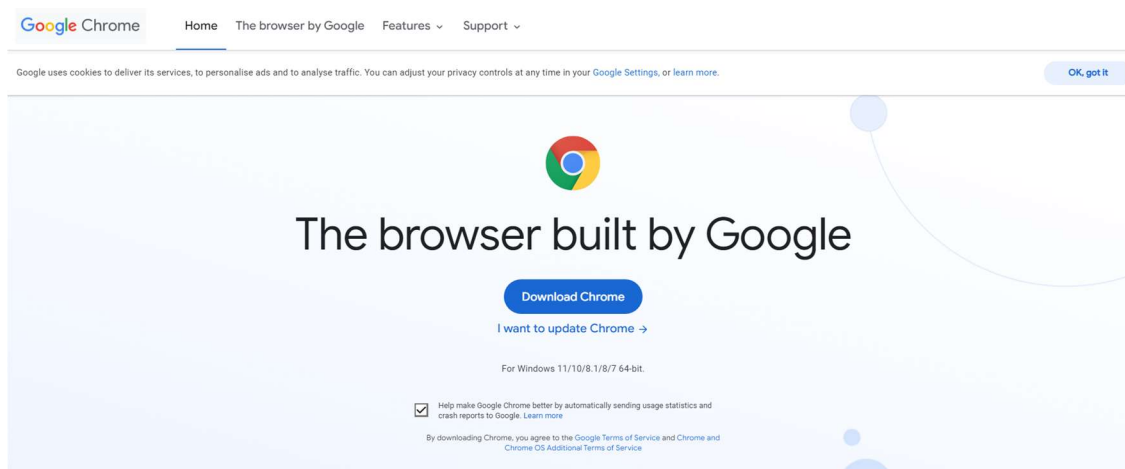 Google Chrome
Home
The browser by Google
Features
Support
Google uses cookies to deliver its services, to personalise ads and to analyse traffic. You can adjust your privacy controls at any time in your Google Settings, or learn more.
OK, got it
The browser built by Google
Download Chrome
I want to update Chrome →
For Windows 11/10/8.1/8/7 64-bit.
Help make Google Chrome better by automatically sending usage statistics and
crash reports to Google. Learn more
By downloading Chrome, you agree to the Google Terms of Service and Chrome and
Chrome OS Additional Terms of Service